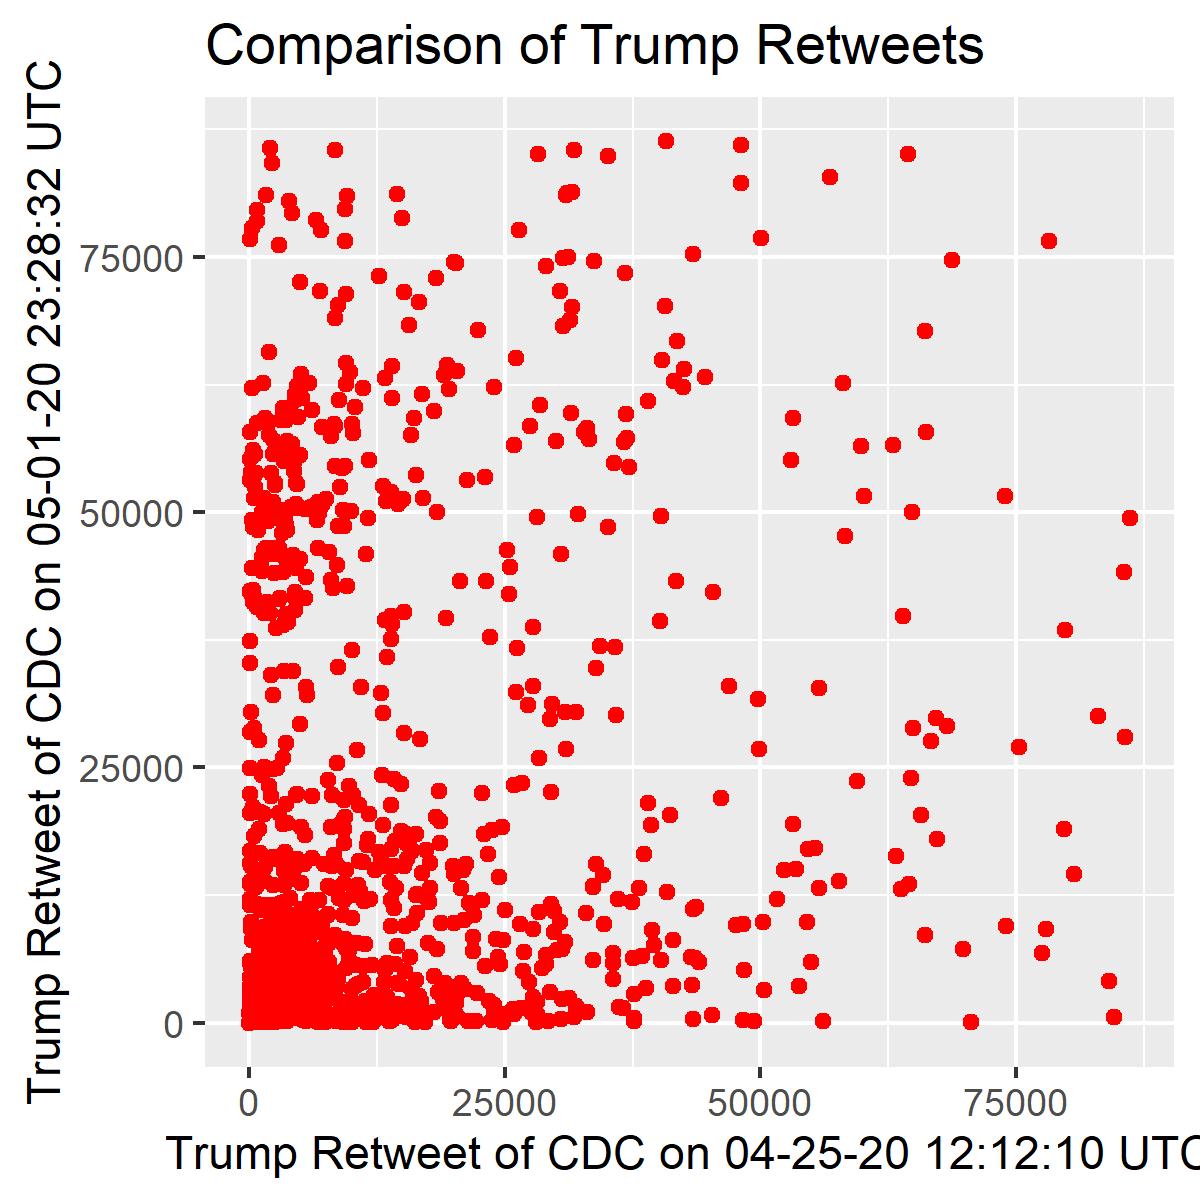 Comparison of Trump Retweets
Trump Retweet of CDC on 05-01-20 23:28:32 UTC
75000
50000
25000
0
0 25000 50000 75000
Trump Retweet of CDC on 04-25-20 12:12:10 UTC